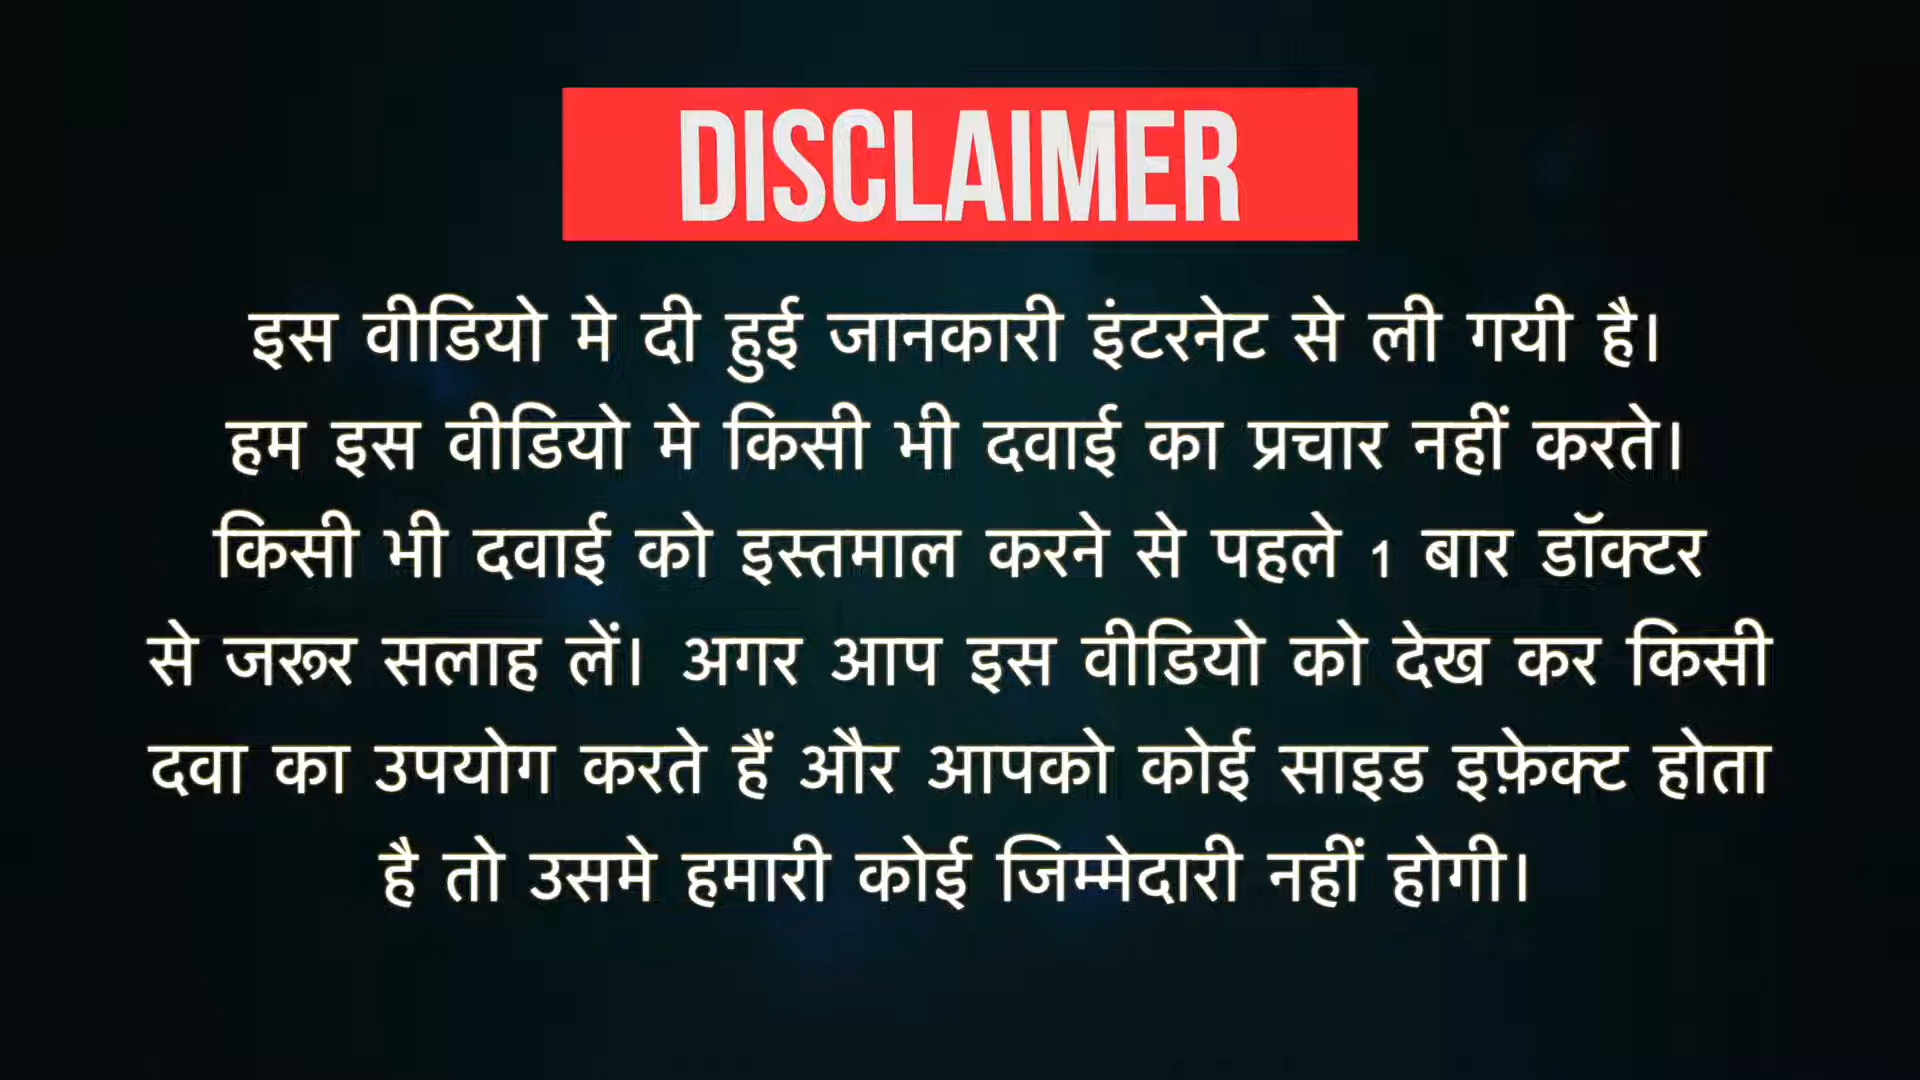 DISCLAIMER
इस वीडियो मे दी हुई जानकारी इंटरनेट से ली गयी है।
हम इस वीडियो मे किसी भी दवाई का प्रचार नहीं करते।
किसी भी दवाई को इस्तमाल करने से पहले 1 बार डॉक्टर
से जरूर सलाह लें। अगर आप इस वीडियो को देख कर किसी
दवा का उपयोग करते हैं और आपको कोई साइड इफ़ेक्ट होता
है तो उसमे हमारी कोई जिम्मेदारी नहीं होगी।